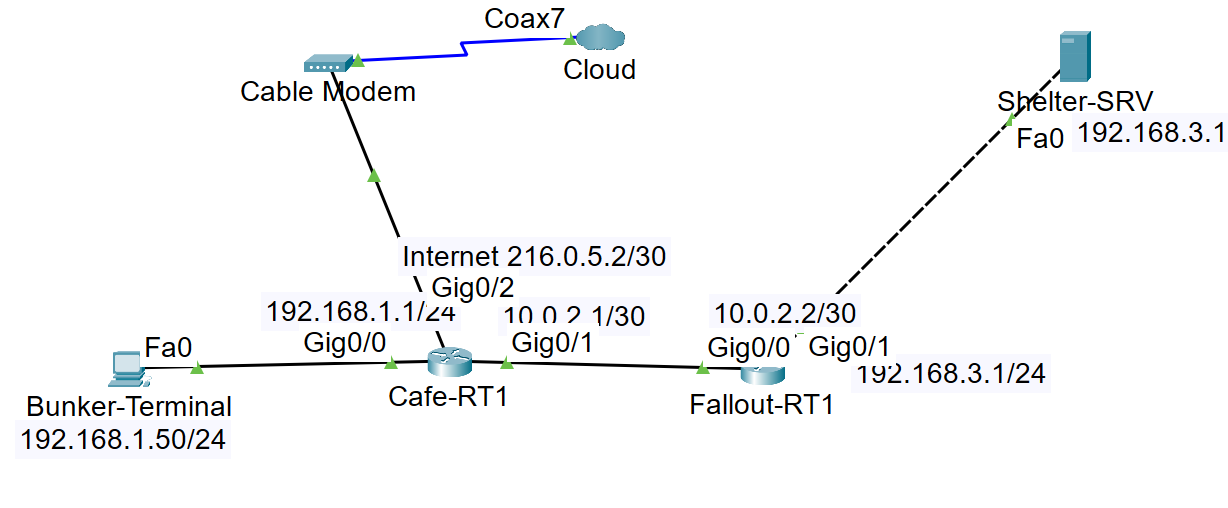 Coax7
Cloud
Cable Modem
Shelter-SRV
Fa0
192.168.3.1
Internet 216.0.5.2/30
Gig0/2
192.168.1.1/24
10.0.2.1/30
10.0.2.2/30
Fa0
Gig0/0
Gig0/1
Gig0/0
Gig0/1
192.168.3.1/24
Cafe-RT1
Fallout-RT1
Bunker-Terminal
192.168.1.50/24